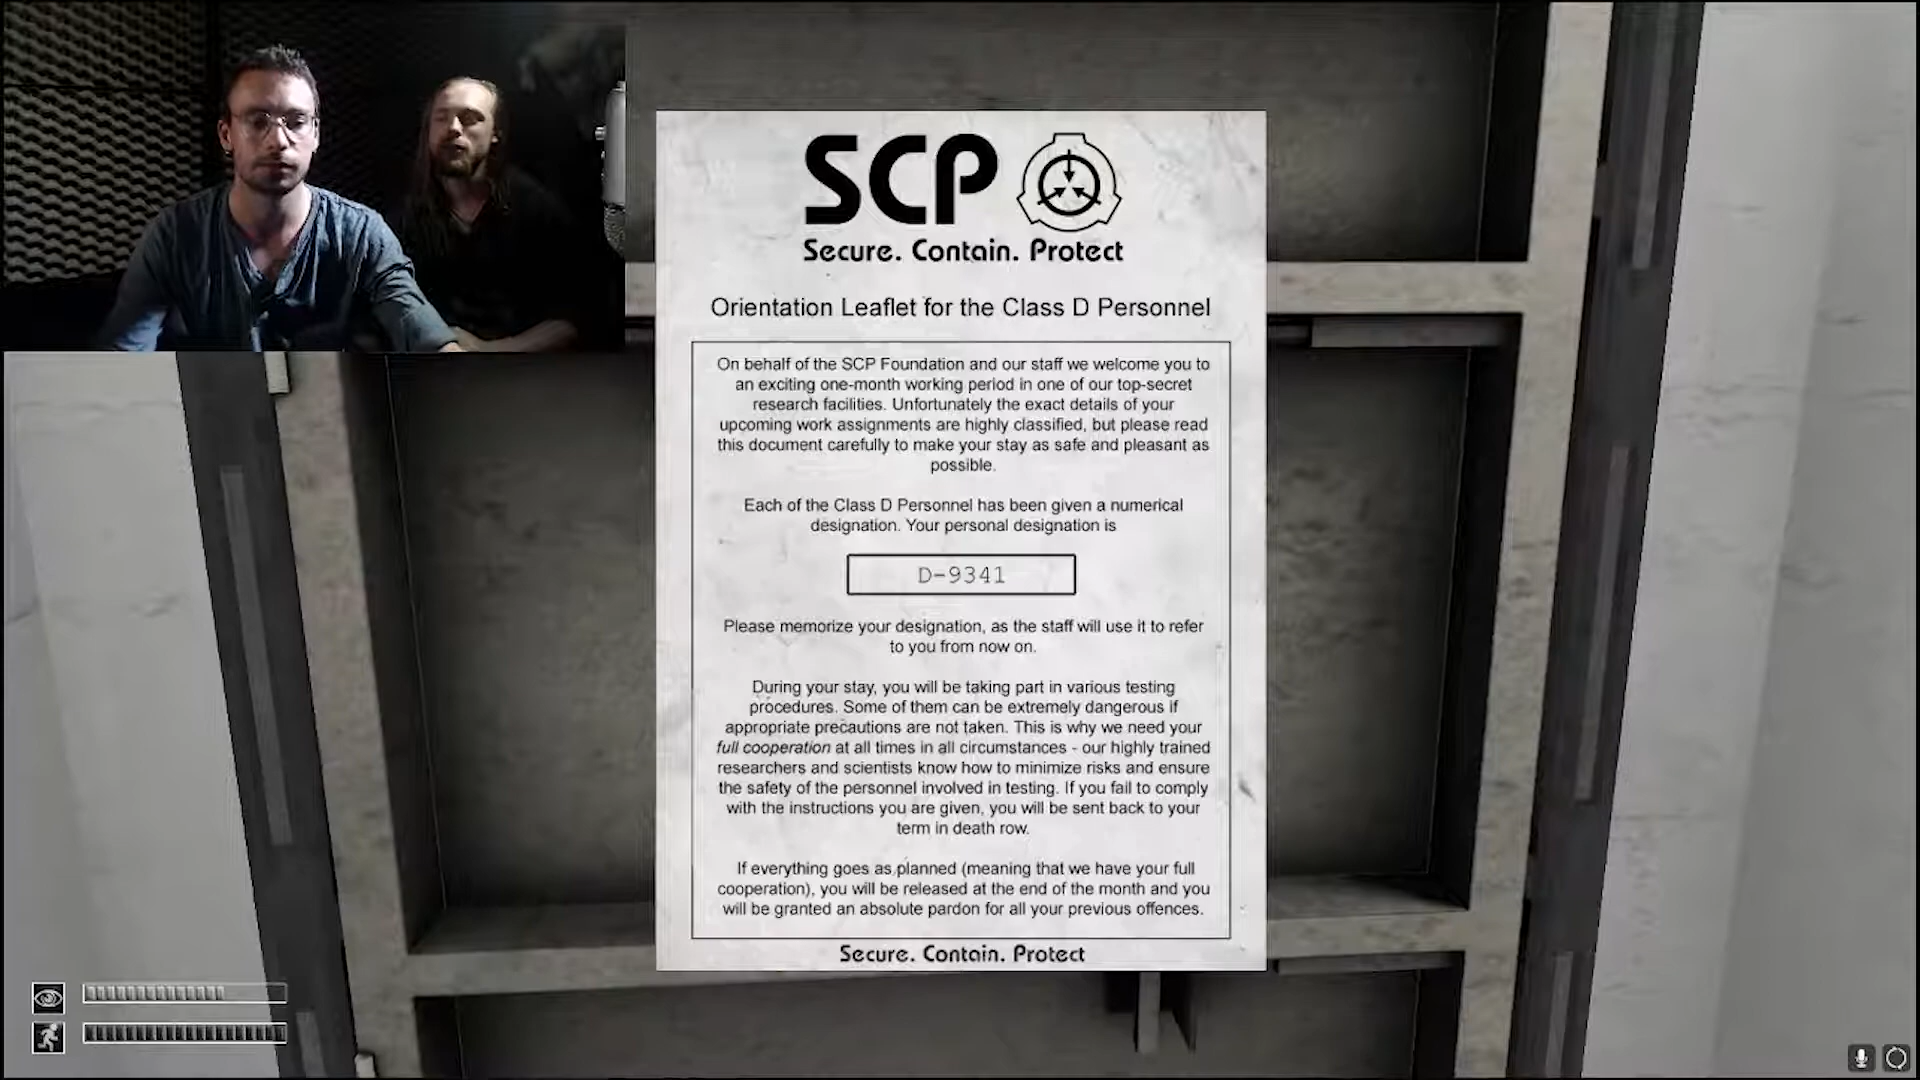 SCP
Secure. Contain. Protect
Orientation Leaflet for the Class D Personnel
On behalf of the SCP Foundation and our staff we welcome you to
an exciting one-month working period in one of our top-secret
research facilities. Unfortunately the exact details of your
upcoming work assignments are highly classified, but please read
this document carefully to make your stay as safe and pleasant as
possible.
Each of the Class D Personnel has been given a numerical
designation. Your personal designation is
D-9341
Please memorize your designation, as the staff will use it to refer
to you from now on.
During your stay, you will be taking part in various testing
procedures. Some of them can be extremely dangerous if
appropriate precautions are not taken. This is why we need your
full cooperation at all times in all circumstances - our highly trained
researchers and scientists know how to minimize risks and ensure
the safety of the personnel involved in testing. If you fail to comply
with the instructions you are given, you will be sent back to your
term in death row.
If everything goes as planned (meaning that we have your full
cooperation), you will be released at the end of the month and you
will be granted an absolute pardon for all your previous offences.
Secure. Contain. Protect